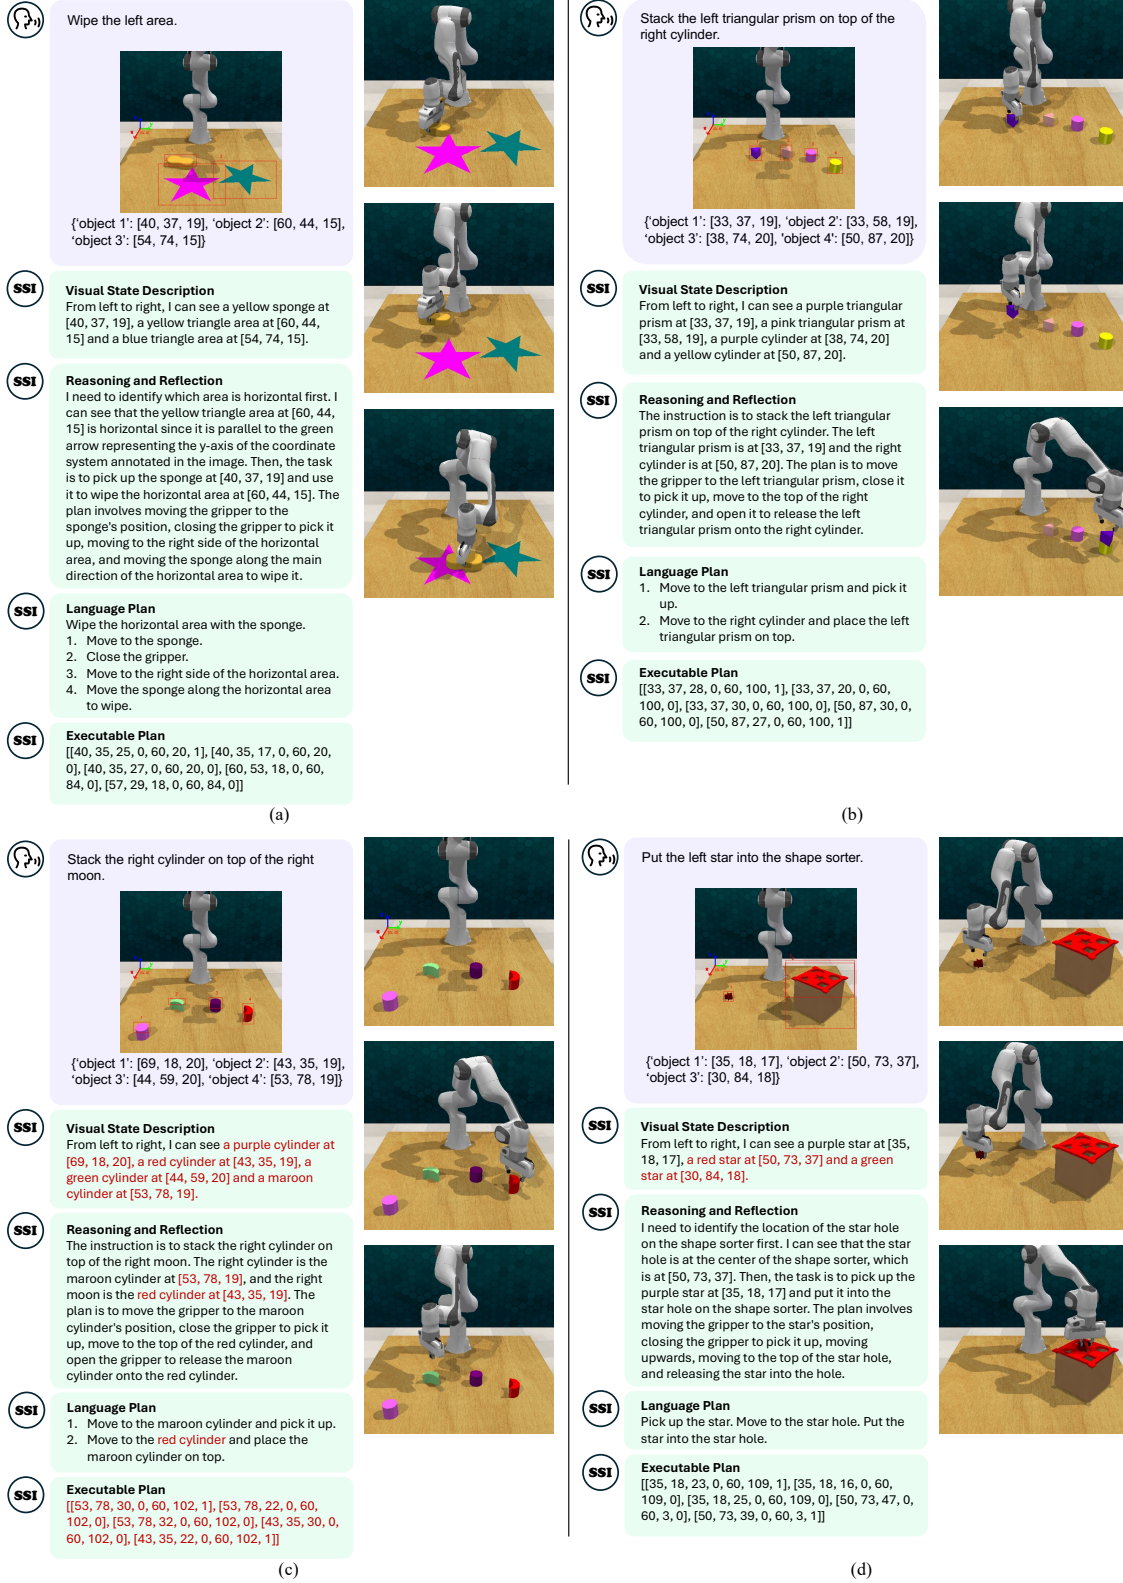 Wipe the left area.
{'object 1': [40, 37, 19], 'object 2': [60, 44, 15],
'object 3': [54, 74, 15]}
SSI
Visual State Description
From left to right, I can see a yellow sponge at
[40, 37, 19], a yellow triangle area at [60, 44,
15] and a blue triangle area at [54, 74, 15].
SSI
Reasoning and Reflection
I need to identify which area is horizontal first. I
can see that the yellow triangle area at [60, 44,
15] is horizontal since it is parallel to the green
arrow representing the y-axis of the coordinate
system annotated in the image. Then, the task
is to pick up the sponge at [40, 37, 19] and use
it to wipe the horizontal area at [60, 44, 15]. The
plan involves moving the gripper to the
sponge's position, closing the gripper to pick it
up, moving to the right side of the horizontal
area, and moving the sponge along the main
direction of the horizontal area to wipe it.
SSI
Language Plan
Wipe the horizontal area with the sponge.
1. Move to the sponge.
2. Close the gripper.
3. Move to the right side of the horizontal area.
4. Move the sponge along the horizontal area
to wipe.
SSI
Executable Plan
[[40, 35, 25, 0, 60, 20, 1], [40, 35, 17, 0, 60, 20,
0], [40, 35, 27, 0, 60, 20, 0], [60, 53, 18, 0, 60,
84, 0], [57, 29, 18, 0, 60, 84, 0]]
(a)
Stack the left triangular prism on top of the
right cylinder.
{'object 1': [33, 37, 19], 'object 2': [33, 58, 19],
'object 3': [38, 74, 20], 'object 4': [50, 87, 20]}
SSI
Visual State Description
From left to right, I can see a purple triangular
prism at [33, 37, 19], a pink triangular prism at
[33, 58, 19], a purple cylinder at [38, 74, 20]
and a yellow cylinder at [50, 87, 20].
SSI
Reasoning and Reflection
The instruction is to stack the left triangular
prism on top of the right cylinder. The left
triangular prism is at [33, 37, 19] and the right
cylinder is at [50, 87, 20]. The plan is to move
the gripper to the left triangular prism, close it
to pick it up, move to the top of the right
cylinder, and open it to release the left
triangular prism onto the right cylinder.
SSI
Language Plan
1. Move to the left triangular prism and pick it
up.
2. Move to the right cylinder and place the left
triangular prism on top.
SSI
Executable Plan
[[33, 37, 28, 0, 60, 100, 1], [33, 37, 20, 0, 60,
100, 0], [33, 37, 30, 0, 60, 100, 0], [50, 87, 30, 0,
60, 100, 0], [50, 87, 27, 0, 60, 100, 1]]
(b)
Stack the right cylinder on top of the right
moon.
{'object 1': [69, 18, 20], 'object 2': [43, 35, 19],
'object 3': [44, 59, 20], 'object 4': [53, 78, 19]}
SSI
Visual State Description
From left to right, I can see a purple cylinder at
[69, 18, 20], a red cylinder at [43, 35, 19], a
green cylinder at [44, 59, 20] and a maroon
cylinder at [53, 78, 19].
SSI
Reasoning and Reflection
The instruction is to stack the right cylinder on
top of the right moon. The right cylinder is the
maroon cylinder at [53, 78, 19], and the right
moon is the red cylinder at [43, 35, 19]. The
plan is to move the gripper to the maroon
cylinder's position, close the gripper to pick it
up, move to the top of the red cylinder, and
open the gripper to release the maroon
cylinder onto the red cylinder.
SSI
Language Plan
1. Move to the maroon cylinder and pick it up.
2. Move to the red cylinder and place the
maroon cylinder on top.
SSI
Executable Plan
[[53, 78, 30, 0, 60, 102, 1], [53, 78, 22, 0, 60,
102, 0], [53, 78, 32, 0, 60, 102, 0], [43, 35, 30, 0,
60, 102, 0], [43, 35, 22, 0, 60, 102, 1]]
(c)
Put the left star into the shape sorter.
{'object 1': [35, 18, 17], 'object 2': [50, 73, 37],
'object 3': [30, 84, 18]}
SSI
Visual State Description
From left to right, I can see a purple star at [35,
18, 17], a red star at [50, 73, 37] and a green
star at [30, 84, 18].
SSI
Reasoning and Reflection
I need to identify the location of the star hole
on the shape sorter first. I can see that the star
hole is at the center of the shape sorter, which
is at [50, 73, 37]. Then, the task is to pick up the
purple star at [35, 18, 17] and put it into the
star hole on the shape sorter. The plan involves
moving the gripper to the star's position,
closing the gripper to pick it up, moving
upwards, moving to the top of the star hole,
and releasing the star into the hole.
SSI
Language Plan
Pick up the star. Move to the star hole. Put the
star into the star hole.
SSI
Executable Plan
[[35, 18, 23, 0, 60, 109, 1], [35, 18, 16, 0, 60,
109, 0], [35, 18, 25, 0, 60, 109, 0], [50, 73, 47, 0,
60, 3, 0], [50, 73, 39, 0, 60, 3, 1]]
(d)